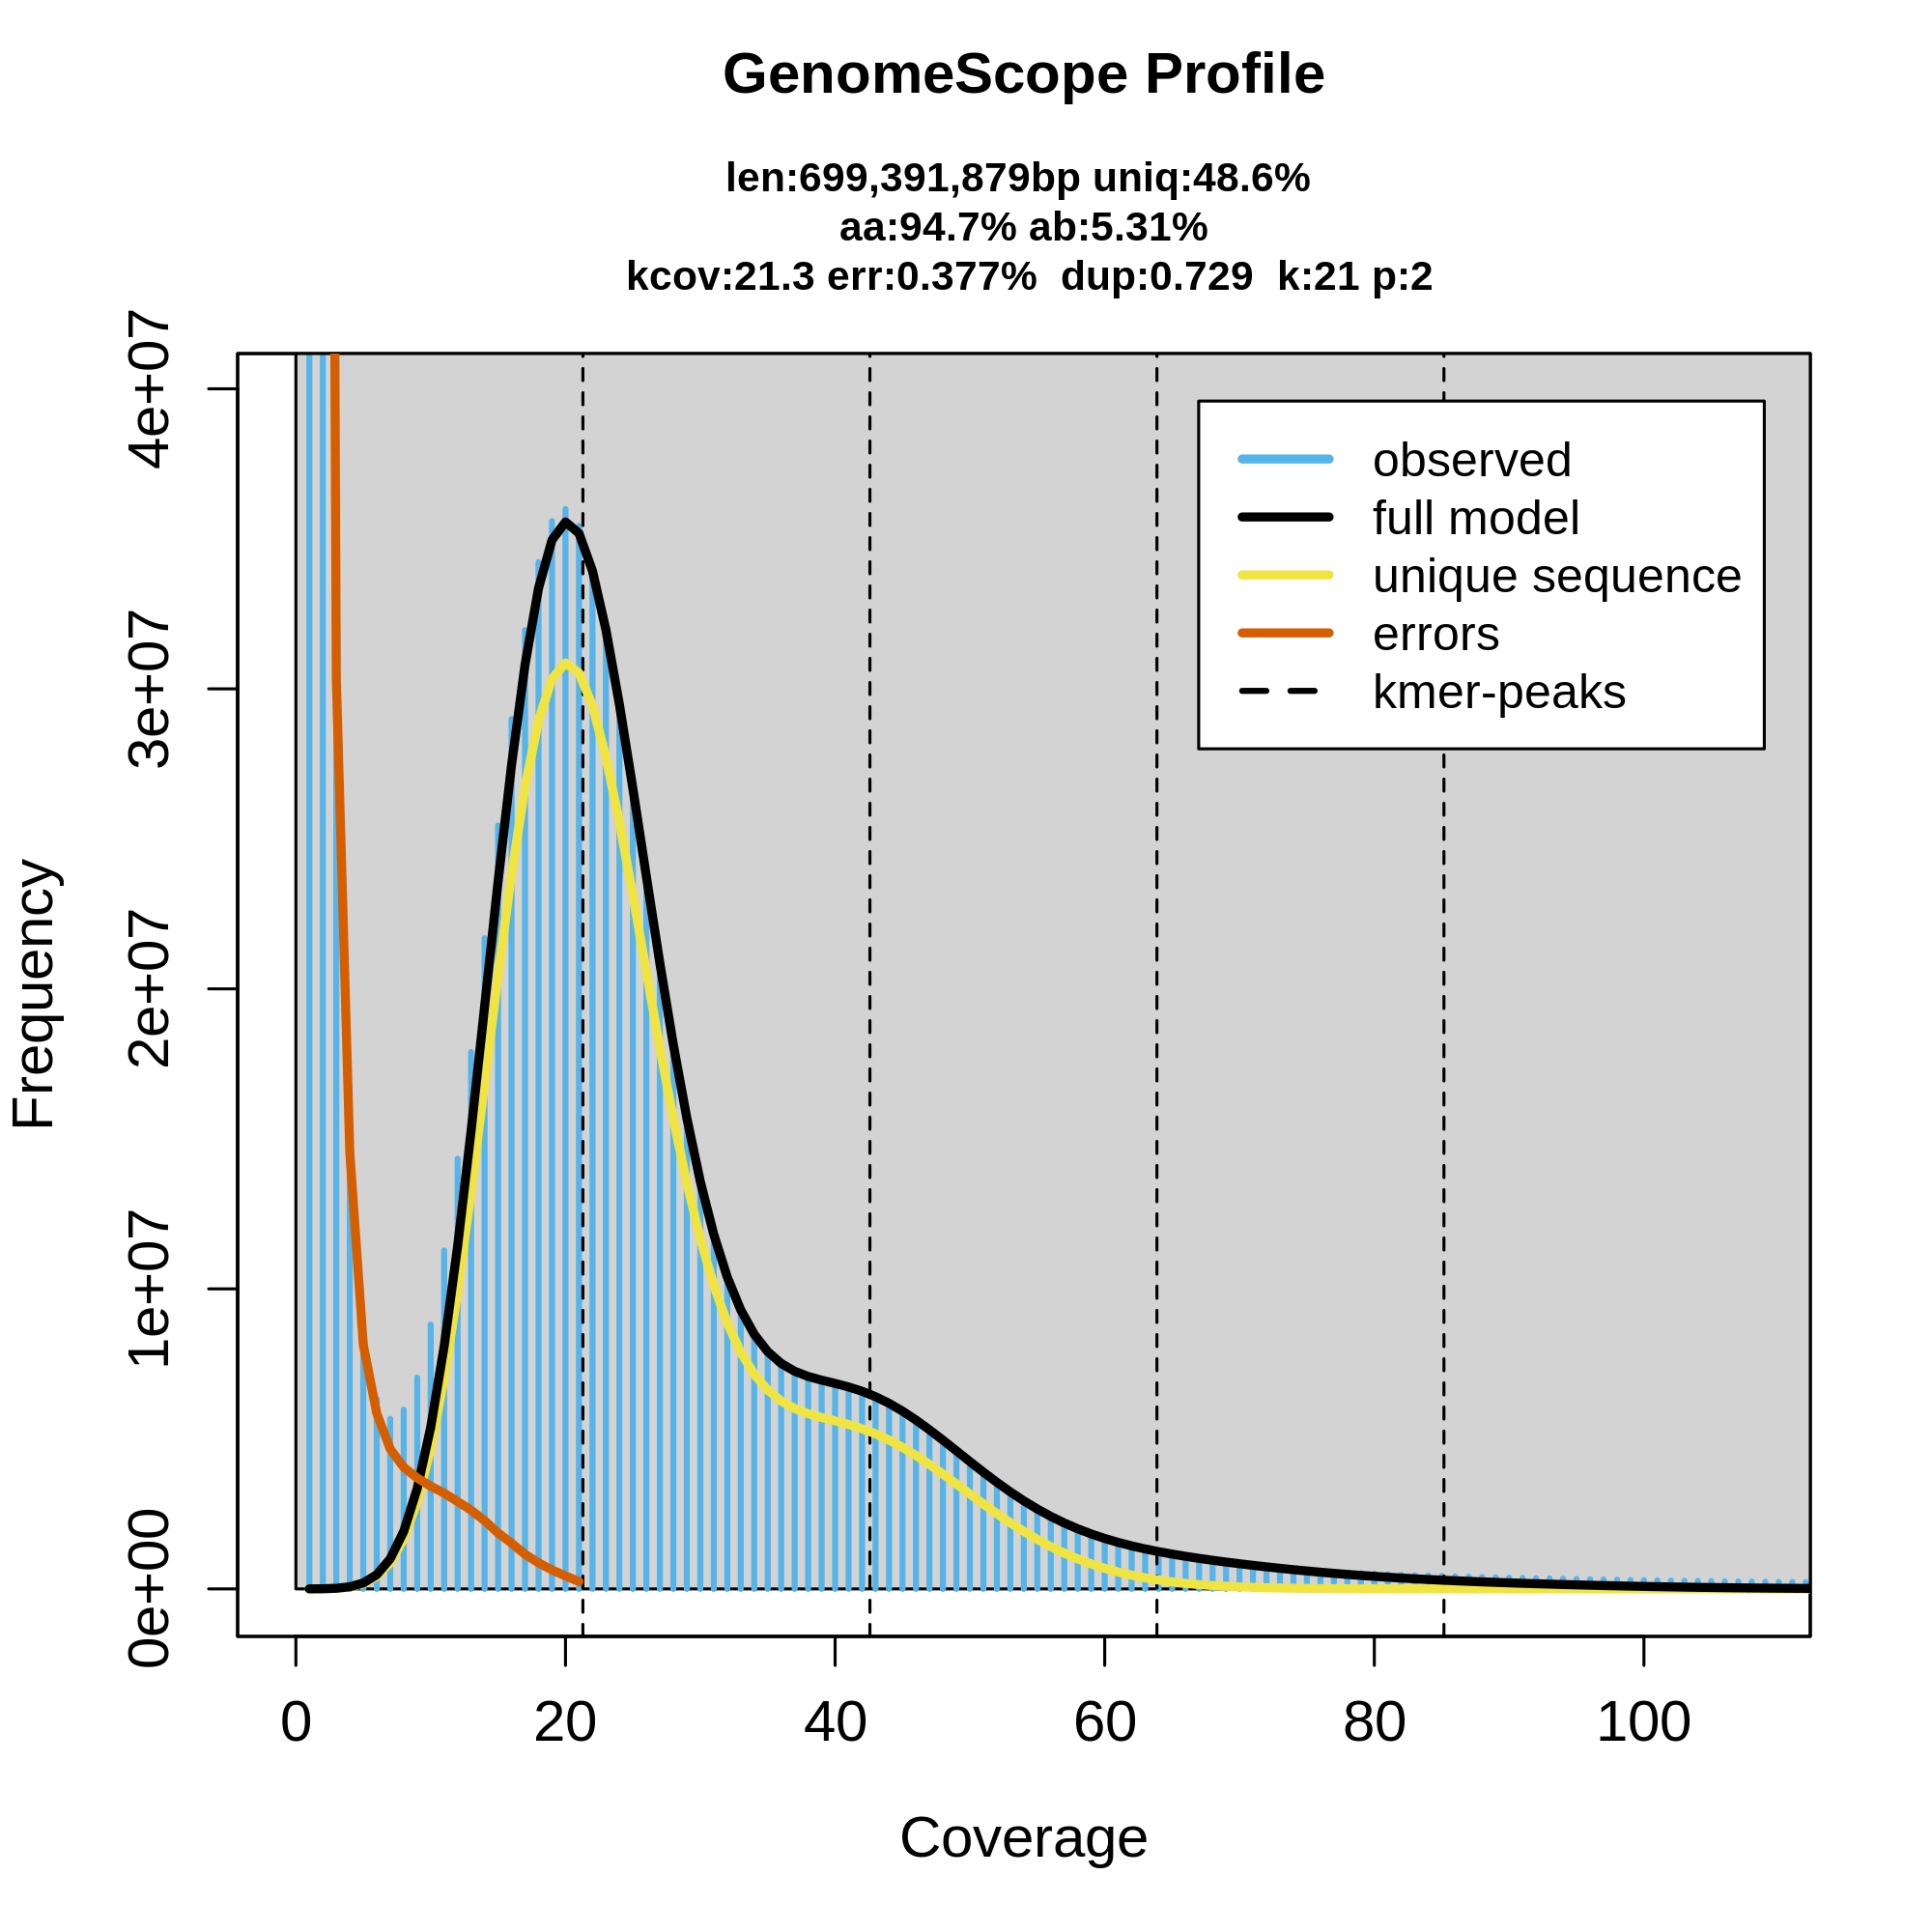 GenomeScope Profile
len:699,391,879bp uniq:48.6%
aa:94.7% ab:5.31%
kcov:21.3 err:0.377%  dup:0.729  k:21 p:2
observed
full model
unique sequence
errors
kmer-peaks
Frequency
4e+07
3e+07
2e+07
1e+07
0e+00
0 20 40 60 80 100
Coverage